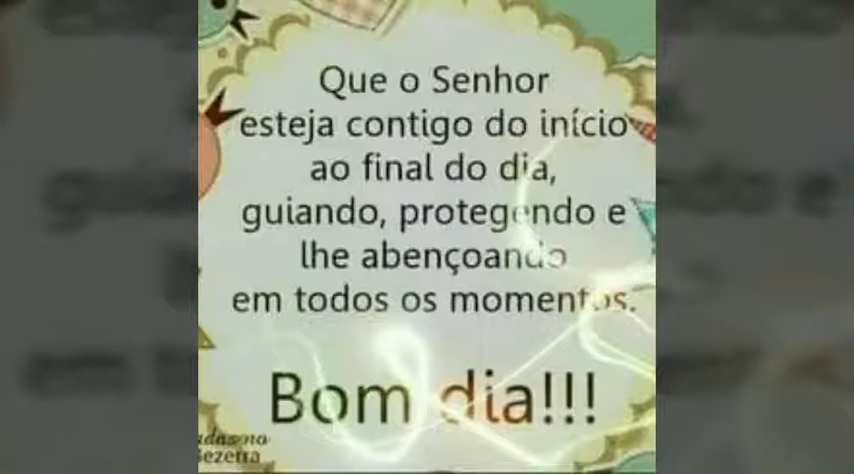 Que o Senhor
esteja contigo do início
ao final do dia,
guiando, protegendo e
lhe abençoando
em todos os momentos.
Bom dia!!!